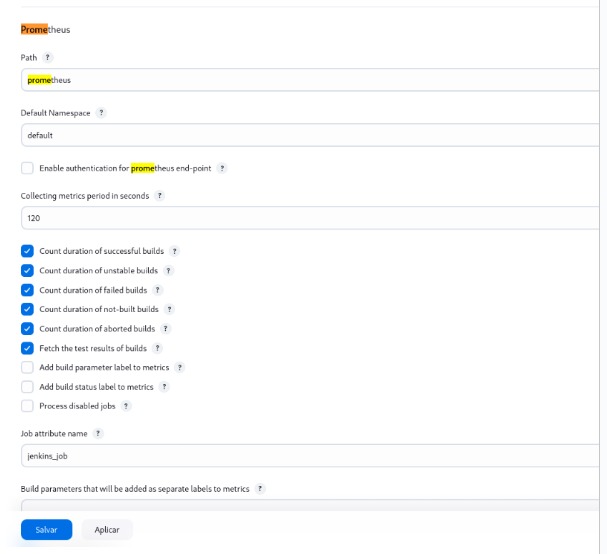 Prometheus
Path ?
prometheus
Default Namespace ?
default
Enable authentication for prometheus end-point ?
Collecting metrics period in seconds ?
120
Count duration of successful builds ?
Count duration of unstable builds ?
Count duration of failed builds ?
Count duration of not-built builds ?
Count duration of aborted builds ?
Fetch the test results of builds ?
Add build parameter label to metrics ?
Add build status label to metrics ?
Process disabled jobs ?
Job attribute name ?
jenkins_job
Build parameters that will be added as separate labels to metrics ?
Salvar Aplicar